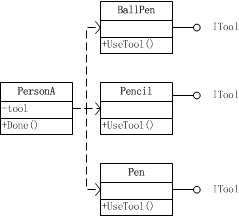 BallPen
ITool
+UseTool()
PersonA
-tool
+Done()
Pencil
ITool
+UseTool()
Pen
ITool
+UseTool()